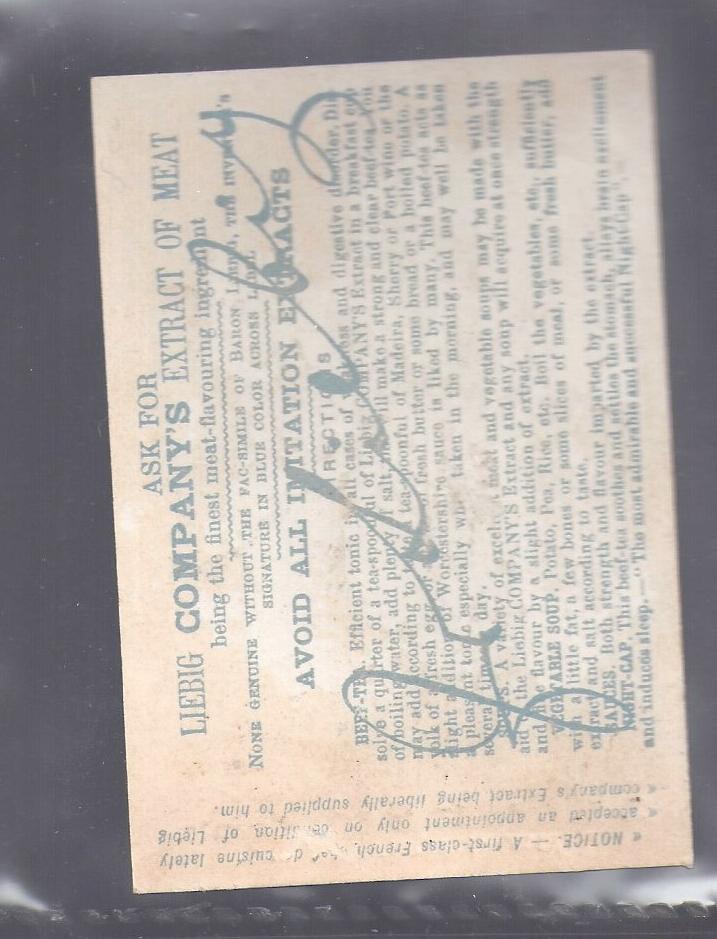 ASK FOR
LIEBIG COMPANY'S EXTRACT OF MEAT
being the finest meat-flavouring ingredient
NONE GENUINE WITHOUT THE FAC-SIMILE OF BARON THE
SIGNATURE IN BLUE COLOR ACROSS
AVOID ALL IMITATION EXTRACTS
BEEF-TEA. Efficient tonic in all cases of and digestive
solve a quarter of a tea-spoonful of Liebig COMPANY'S Extract in a breakfast
of boiling water, add plenty of salt will make a strong and clear beef-tea. You
may add according to tea-spoonful of Madeira, Sherry or Port wine or the
yolk of a fresh egg of fresh butter or some bread or a boiled potato. A
slight addition of Worcestershire sauce is liked by many. This beef-tea acts as
a pleasant tonic especially when taken in the morning, and may well be taken
several times day.
SOUPS. A variety of excellent meat and vegetable soups may be made with the
aid of the Liebig COMPANY'S Extract and any soup will acquire at once strength
and fine flavour by a slight addition of extract.
VEGETABLE SOUP. Potato, Pea, Rice, etc. Boil the vegetables, etc., sufficiently
with a little fat, a few bones or some slices of meal, or some fresh butter, add
extract and salt according to taste.
SAUCES. Both strength and flavour imparted by the extract.
NIGHT-CAP. This beef-tea soothes and settles the stomach, allays brain excitement
and induces sleep.—"The most admirable and successful Night Cap".
« NOTICE. — A first-class French chef de cuisine lately
« accepted an appointment only on condition of Liebig
« company's Extract being liberally supplied to him.